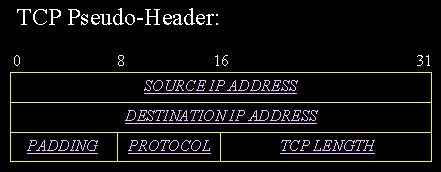 TCP Pseudo-Header:
0 8 16 31
SOURCE IP ADDRESS
DESTINATION IP ADDRESS
PADDING PROTOCOL TCP LENGTH